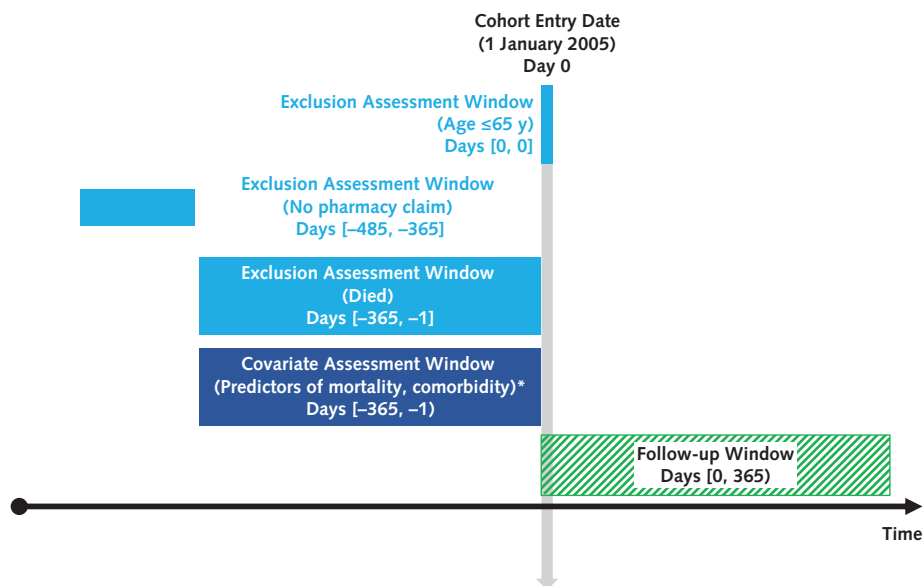 Cohort Entry Date
(1 January 2005)
Day 0
Exclusion Assessment Window
(Age ≤65 y)
Days [0, 0]
Exclusion Assessment Window
(No pharmacy claim)
Days [–485, –365]
Exclusion Assessment Window
(Died)
Days [–365, –1]
Covariate Assessment Window
(Predictors of mortality, comorbidity)*
Days [–365, –1)
Follow-up Window
Days [0, 365)
Time